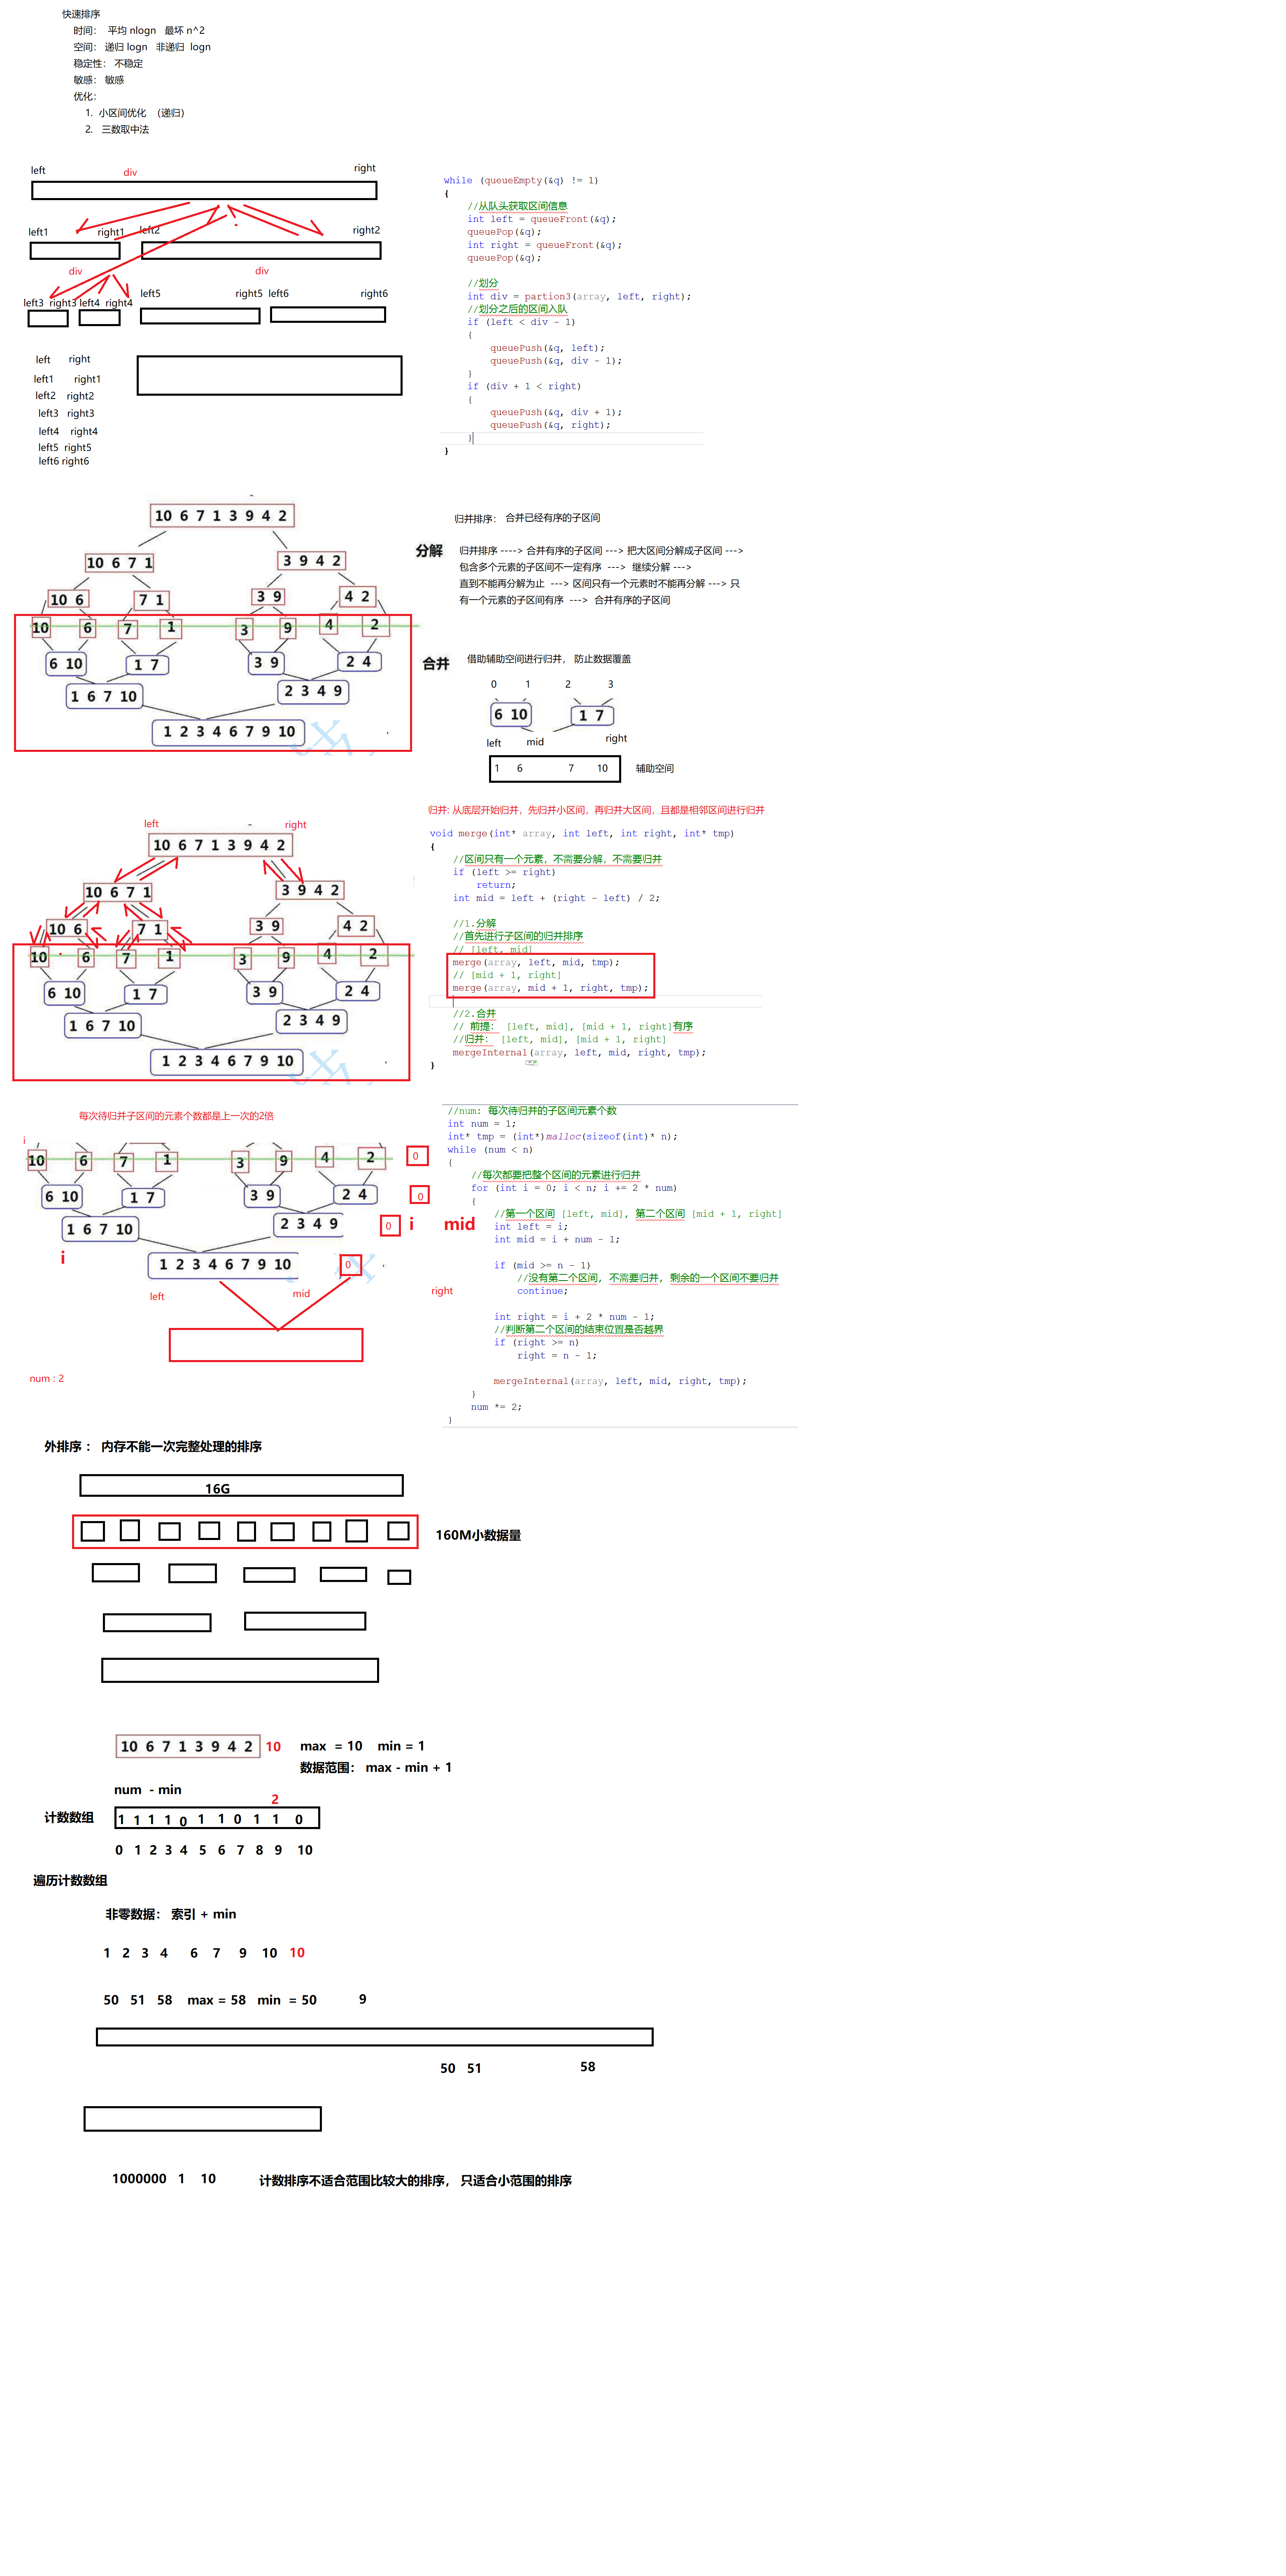 快速排序
时间： 平均 nlogn 最坏 n^2
空间： 递归 logn 非递归 logn
稳定性： 不稳定
敏感： 敏感
优化：
1. 小区间优化 （递归）
2. 三数取中法
left div right
left1 right1 left2 right2
div div
left3 right3 left4 right4 left5 right5 left6 right6
left right
left1 right1
left2 right2
left3 right3
left4 right4
left5 right5
left6 right6
while (queueEmpty(&q) != 1)
{
//从队头获取区间信息
int left = queueFront(&q);
queuePop(&q);
int right = queueFront(&q);
queuePop(&q);
//划分
int div = partion3(array, left, right);
//划分之后的区间入队
if (left < div - 1)
{
queuePush(&q, left);
queuePush(&q, div - 1);
}
if (div + 1 < right)
{
queuePush(&q, div + 1);
queuePush(&q, right);
}
}
10 6 7 1 3 9 4 2
10 6 7 1 3 9 4 2
10 6 7 1 3 9 4 2
10 6 7 1 3 9 4 2
6 10 1 7 3 9 2 4
1 6 7 10 2 3 4 9
1 2 3 4 6 7 9 10
分解
合并
归并排序： 合并已经有序的子区间
归并排序 ----> 合并有序的子区间 ---> 把大区间分解成子区间 --->
包含多个元素的子区间不一定有序 ---> 继续分解 --->
直到不能再分解为止 ---> 区间只有一个元素时不能再分解 ---> 只
有一个元素的子区间有序 ---> 合并有序的子区间
借助辅助空间进行归并， 防止数据覆盖
0 1 2 3
6 10 1 7
left mid right
1 6 7 10 辅助空间
归并: 从底层开始归并，先归并小区间，再归并大区间，且都是相邻区间进行归并
left right
10 6 7 1 3 9 4 2
10 6 7 1 3 9 4 2
10 6 7 1 3 9 4 2
10 6 7 1 3 9 4 2
6 10 1 7 3 9 2 4
1 6 7 10 2 3 4 9
1 2 3 4 6 7 9 10
void merge(int* array, int left, int right, int* tmp)
{
//区间只有一个元素，不需要分解，不需要归并
if (left >= right)
return;
int mid = left + (right - left) / 2;
//1.分解
//首先进行子区间的归并排序
// [left, mid]
merge(array, left, mid, tmp);
// [mid + 1, right]
merge(array, mid + 1, right, tmp);
//2.合并
// 前提： [left, mid], [mid + 1, right]有序
//归并： [left, mid], [mid + 1, right]
mergeInternal(array, left, mid, right, tmp);
}
每次待归并子区间的元素个数都是上一次的2倍
i
10 6 7 1 3 9 4 2 0
6 10 1 7 3 9 2 4 0
1 6 7 10 2 3 4 9 0 i mid
i
1 2 3 4 6 7 9 10 0
left mid right
num : 2
//num: 每次待归并的子区间元素个数
int num = 1;
int* tmp = (int*)malloc(sizeof(int)* n);
while (num < n)
{
//每次都要把整个区间的元素进行归并
for (int i = 0; i < n; i += 2 * num)
{
//第一个区间 [left, mid], 第二个区间 [mid + 1, right]
int left = i;
int mid = i + num - 1;
if (mid >= n - 1)
//没有第二个区间, 不需要归并, 剩余的一个区间不要归并
continue;
int right = i + 2 * num - 1;
//判断第二个区间的结束位置是否越界
if (right >= n)
right = n - 1;
mergeInternal(array, left, mid, right, tmp);
}
num *= 2;
}
外排序 ： 内存不能一次完整处理的排序
16G
160M小数据量
10 6 7 1 3 9 4 2 10
max = 10 min = 1
数据范围： max - min + 1
num - min
2
计数数组 1 1 1 1 0 1 1 0 1 1 0
0 1 2 3 4 5 6 7 8 9 10
遍历计数数组
非零数据： 索引 + min
1 2 3 4 6 7 9 10 10
50 51 58 max = 58 min = 50 9
50 51 58
1000000 1 10 计数排序不适合范围比较大的排序， 只适合小范围的排序